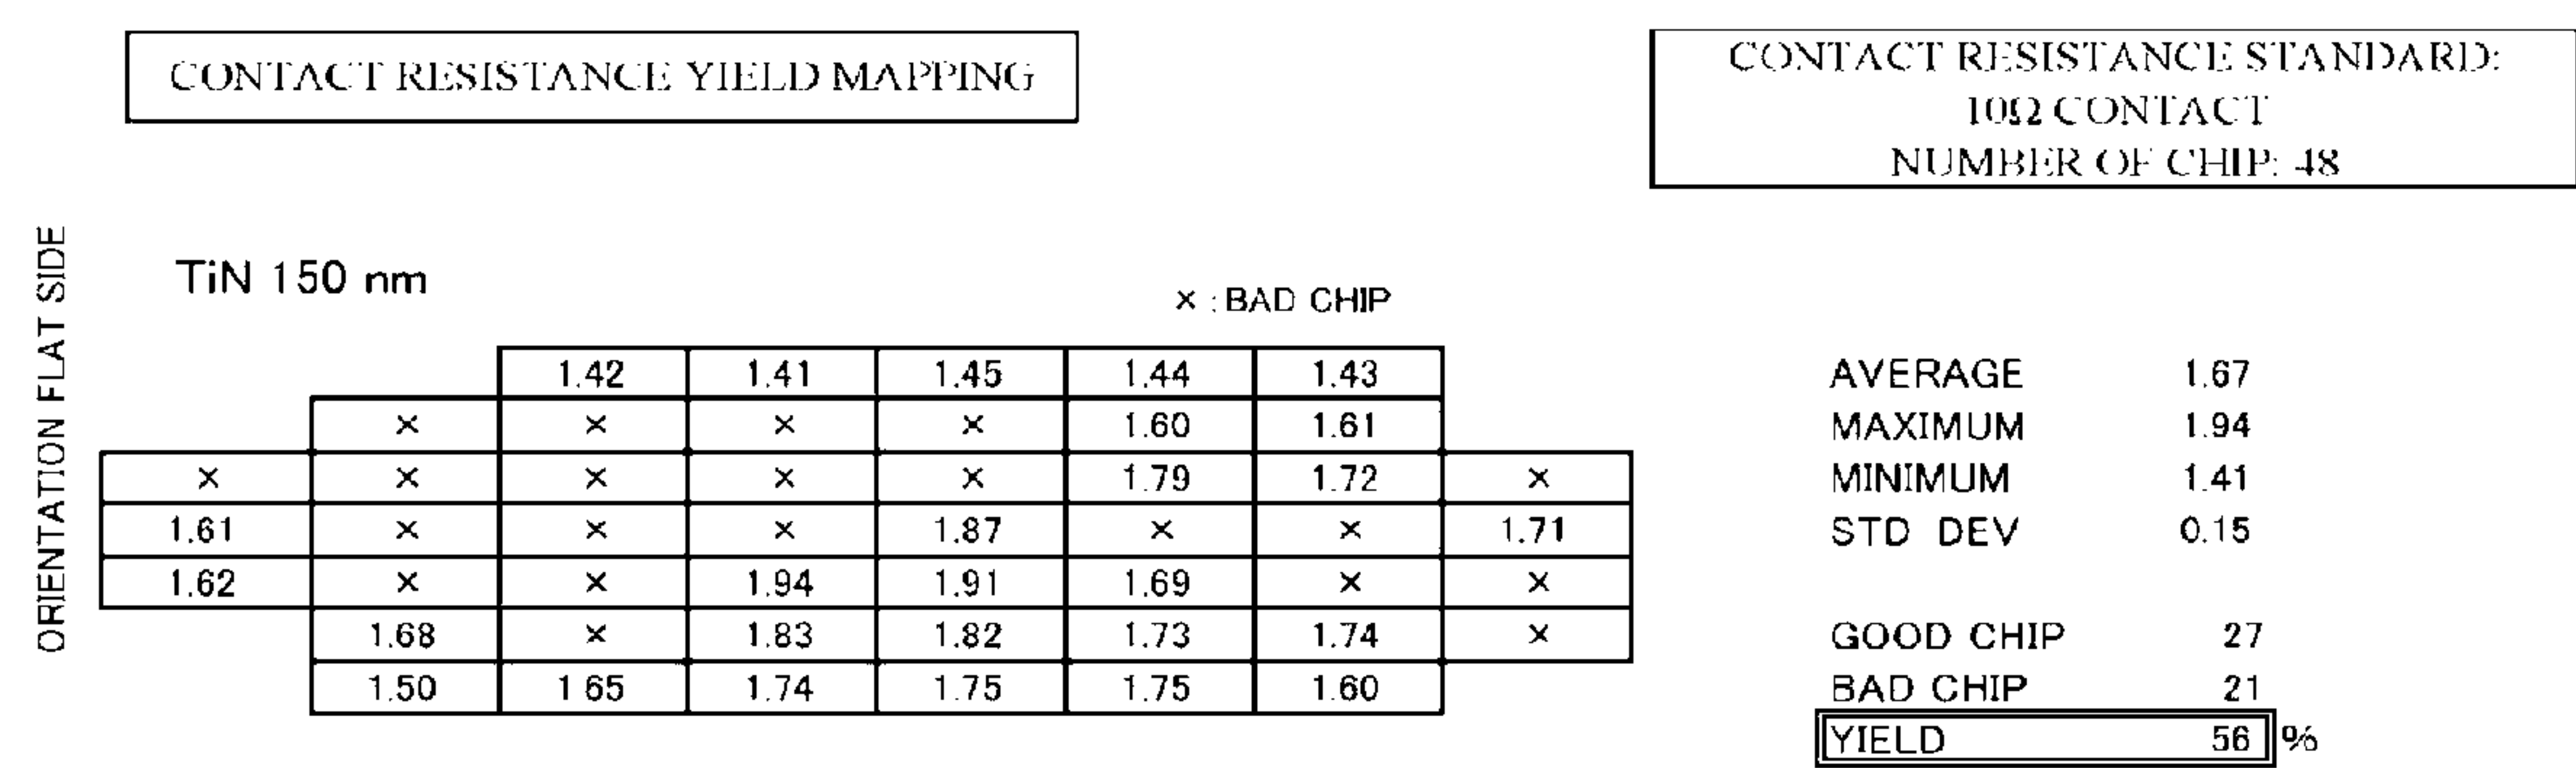 CONTACT RESISTANCE YIELD MAPPING
CONTACT RESISTANCE STANDARD:
10Ω CONTACT
NUMBER OF CHIP: 48
ORIENTATION FLAT SIDE
TiN 150 nm
× : BAD CHIP
1.42 1.41 1.45 1.44 1.43
× × × × 1.60 1.61
× × × × × 1.79 1.72 ×
1.61 × × × 1.87 × × 1.71
1.62 × × 1.94 1.91 1.69 × ×
1.68 × 1.83 1.82 1.73 1.74 ×
1.50 1 65 1.74 1.75 1.75 1.60
AVERAGE 1.67
MAXIMUM 1.94
MINIMUM 1.41
STD DEV 0.15
GOOD CHIP 27
BAD CHIP 21
YIELD 56 %